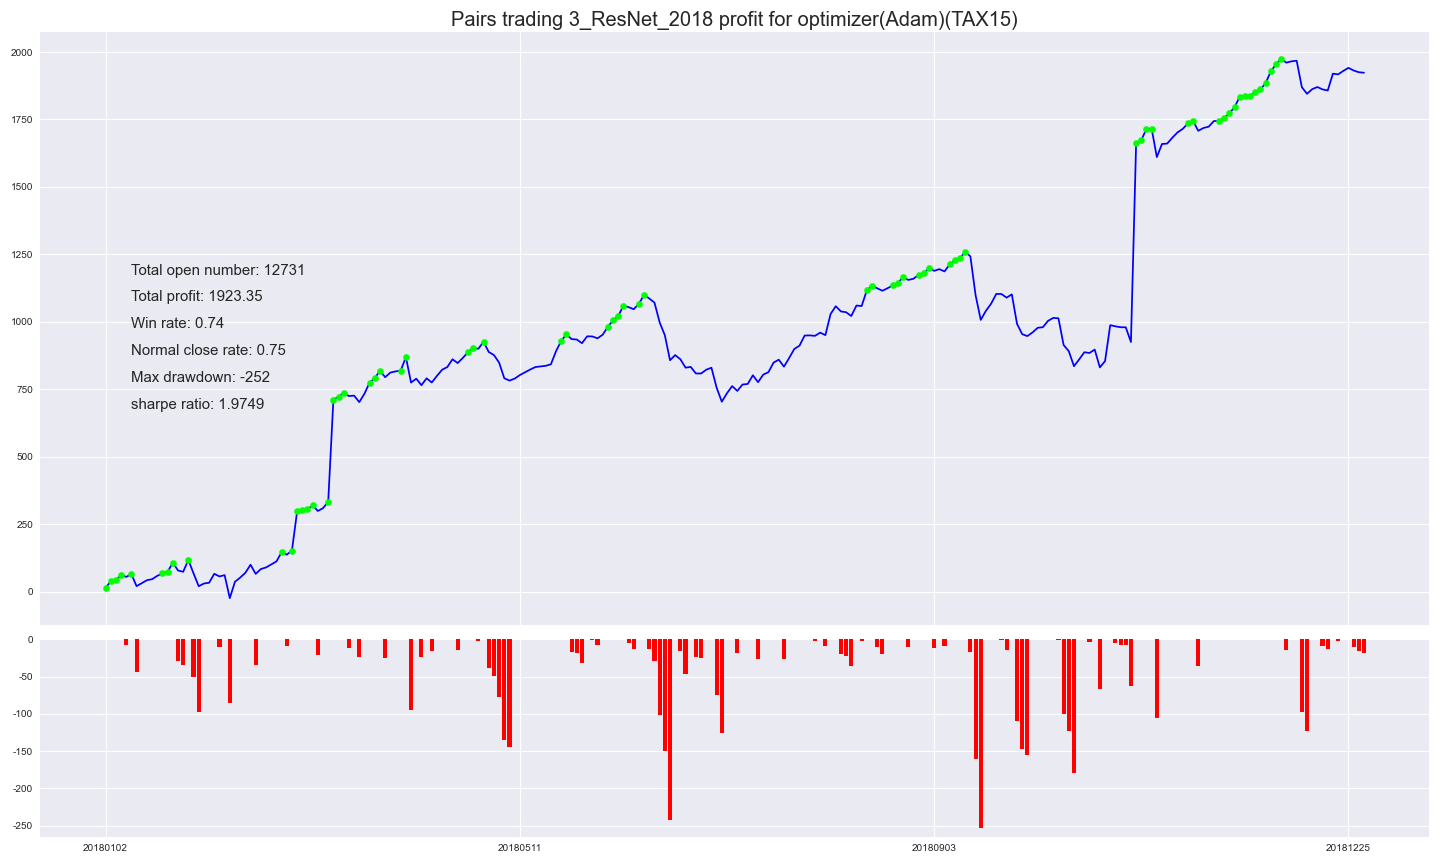 Pairs trading 3_ResNet_2018 profit for optimizer(Adam)(TAX15)
2000
1750
1500
1250
1000
750
500
250
0
Total open number: 12731
Total profit: 1923.35
Win rate: 0.74
Normal close rate: 0.75
Max drawdown: -252
sharpe ratio: 1.9749
0
-50
-100
-150
-200
-250
20180102 20180511 20180903 20181225